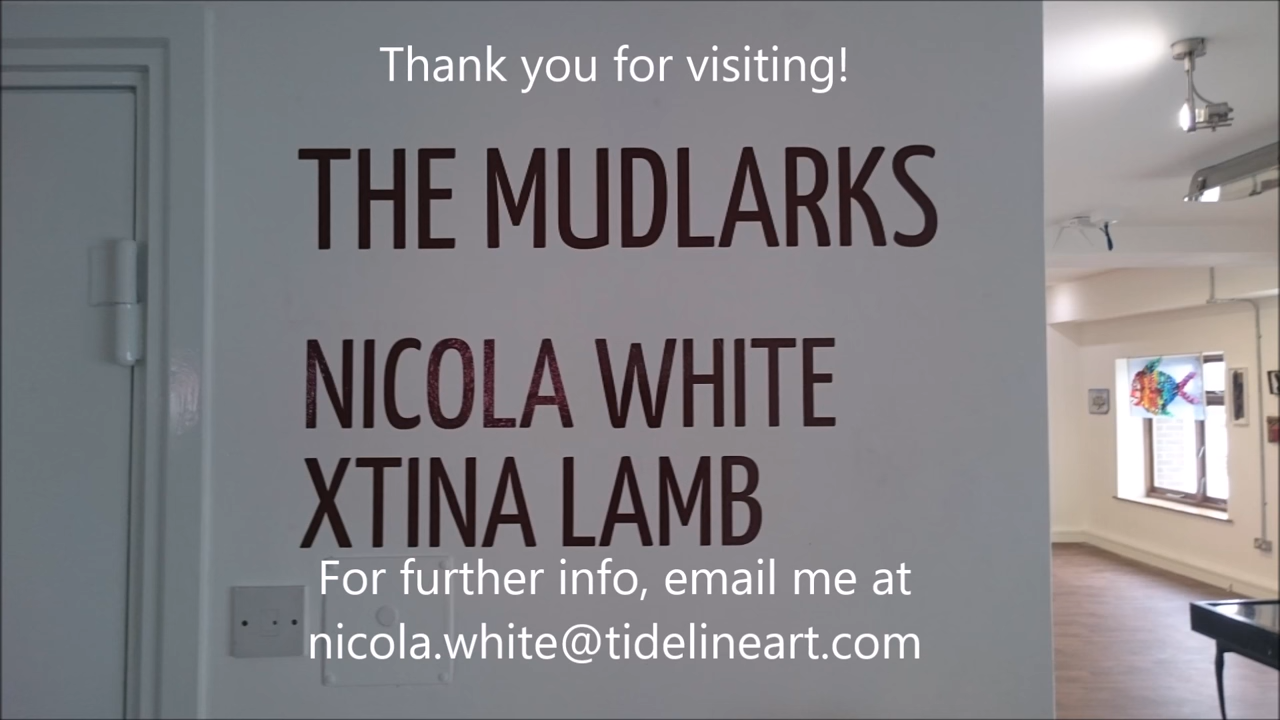 Thank you for visiting!
THE MUDLARKS
NICOLA WHITE
XTINA LAMB
For further info, email me at
nicola.white@tidelineart.com